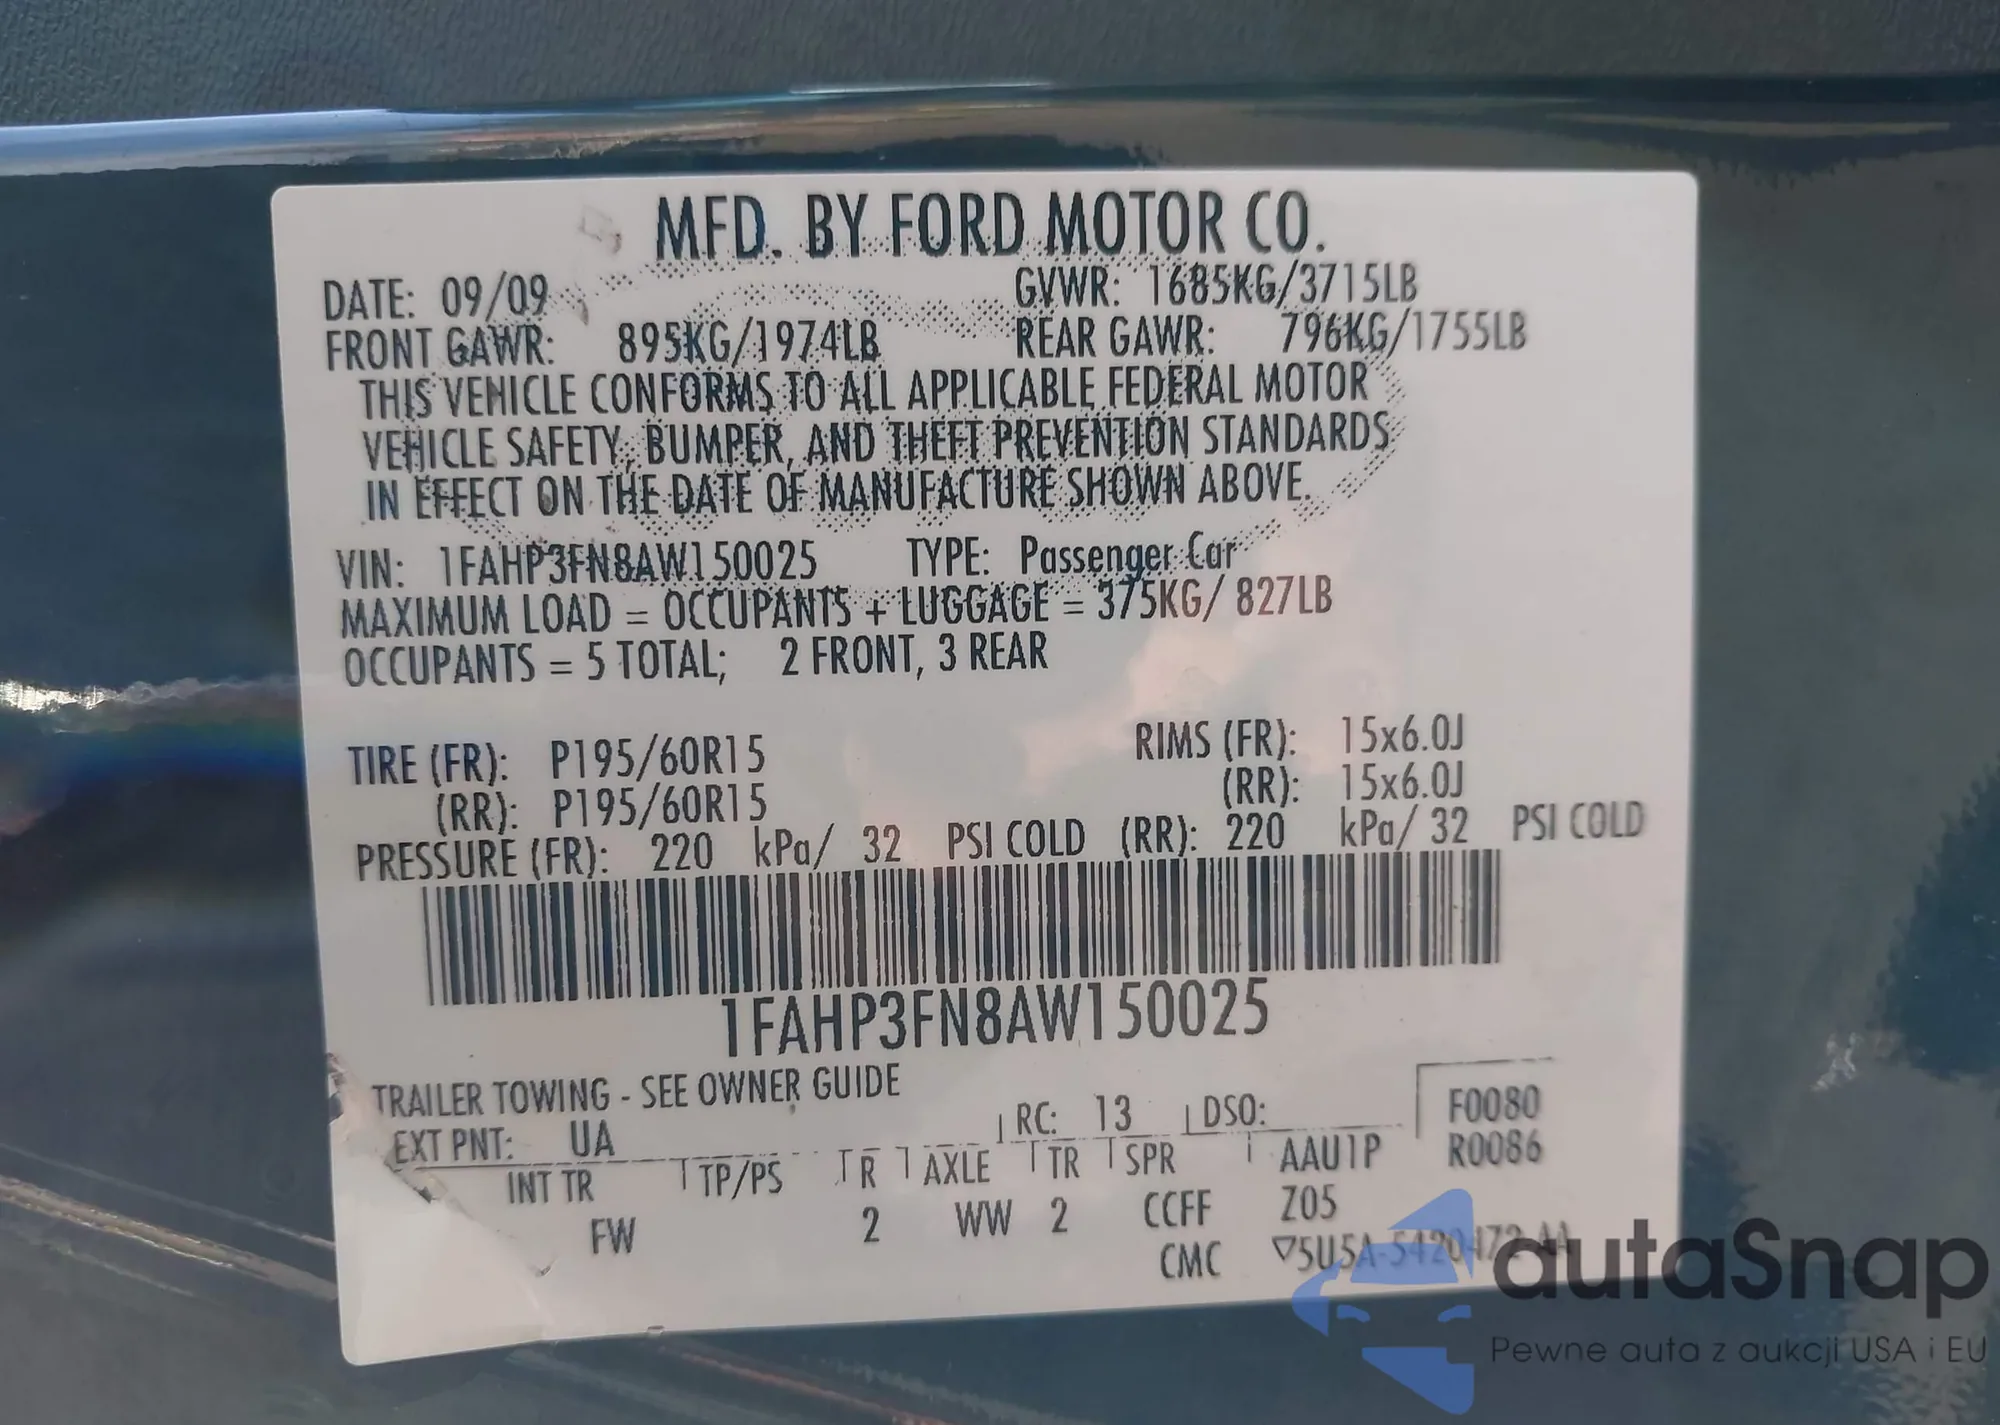 MFD. BY FORD MOTOR CO.
DATE: 09/09 GVWR: 1685KG/3715LB
FRONT GAWR: 895KG/1974LB REAR GAWR: 796KG/1755LB
THIS VEHICLE CONFORMS TO ALL APPLICABLE FEDERAL MOTOR
VEHICLE SAFETY, BUMPER, AND THEFT PREVENTION STANDARDS
IN EFFECT ON THE DATE OF MANUFACTURE SHOWN ABOVE.
VIN: 1FAHP3FN8AW150025 TYPE: Passenger Car
MAXIMUM LOAD = OCCUPANTS + LUGGAGE = 375KG/ 827LB
OCCUPANTS = 5 TOTAL; 2 FRONT, 3 REAR
TIRE (FR): P195/60R15 RIMS (FR): 15x6.0J
(RR): P195/60R15 (RR): 15x6.0J
PRESSURE (FR): 220 kPa/ 32 PSI COLD (RR): 220 kPa/ 32 PSI COLD
1FAHP3FN8AW150025
TRAILER TOWING - SEE OWNER GUIDE
EXT PNT: UA RC: 13 DSO: F0080
INT TR TP/PS R AXLE TR SPR AAU1P R0086
FW 2 WW 2 CCFF Z05
CMC ▽5U5A-5420472-AA
autaSnap
Pewne auta z aukcji USA i EU